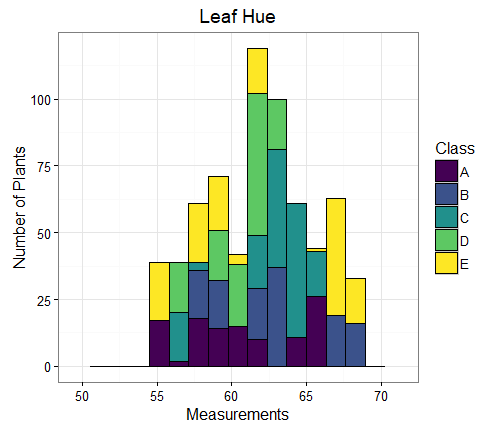 Leaf Hue
Number of Plants
100
75
50
25
0
50 55 60 65 70
Measurements
Class
A
B
C
D
E